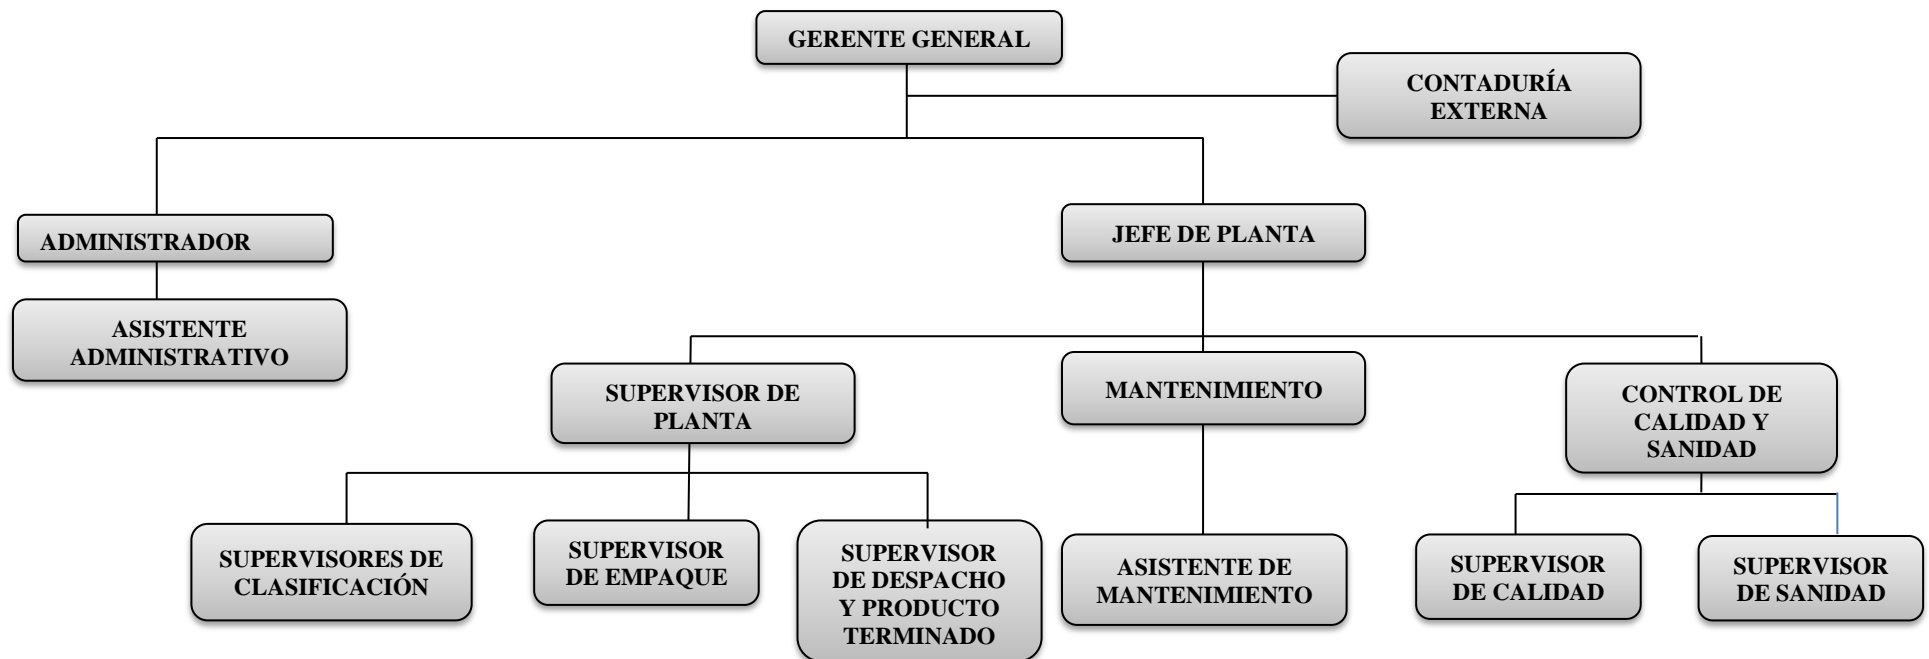 GERENTE GENERAL
CONTADURÍA
EXTERNA
ADMINISTRADOR
JEFE DE PLANTA
ASISTENTE
ADMINISTRATIVO
SUPERVISOR DE
PLANTA
MANTENIMIENTO
CONTROL DE
CALIDAD Y
SANIDAD
SUPERVISORES DE
CLASIFICACIÓN
SUPERVISOR
DE EMPAQUE
SUPERVISOR
DE DESPACHO
Y PRODUCTO
TERMINADO
ASISTENTE DE
MANTENIMIENTO
SUPERVISOR
DE CALIDAD
SUPERVISOR
DE SANIDAD